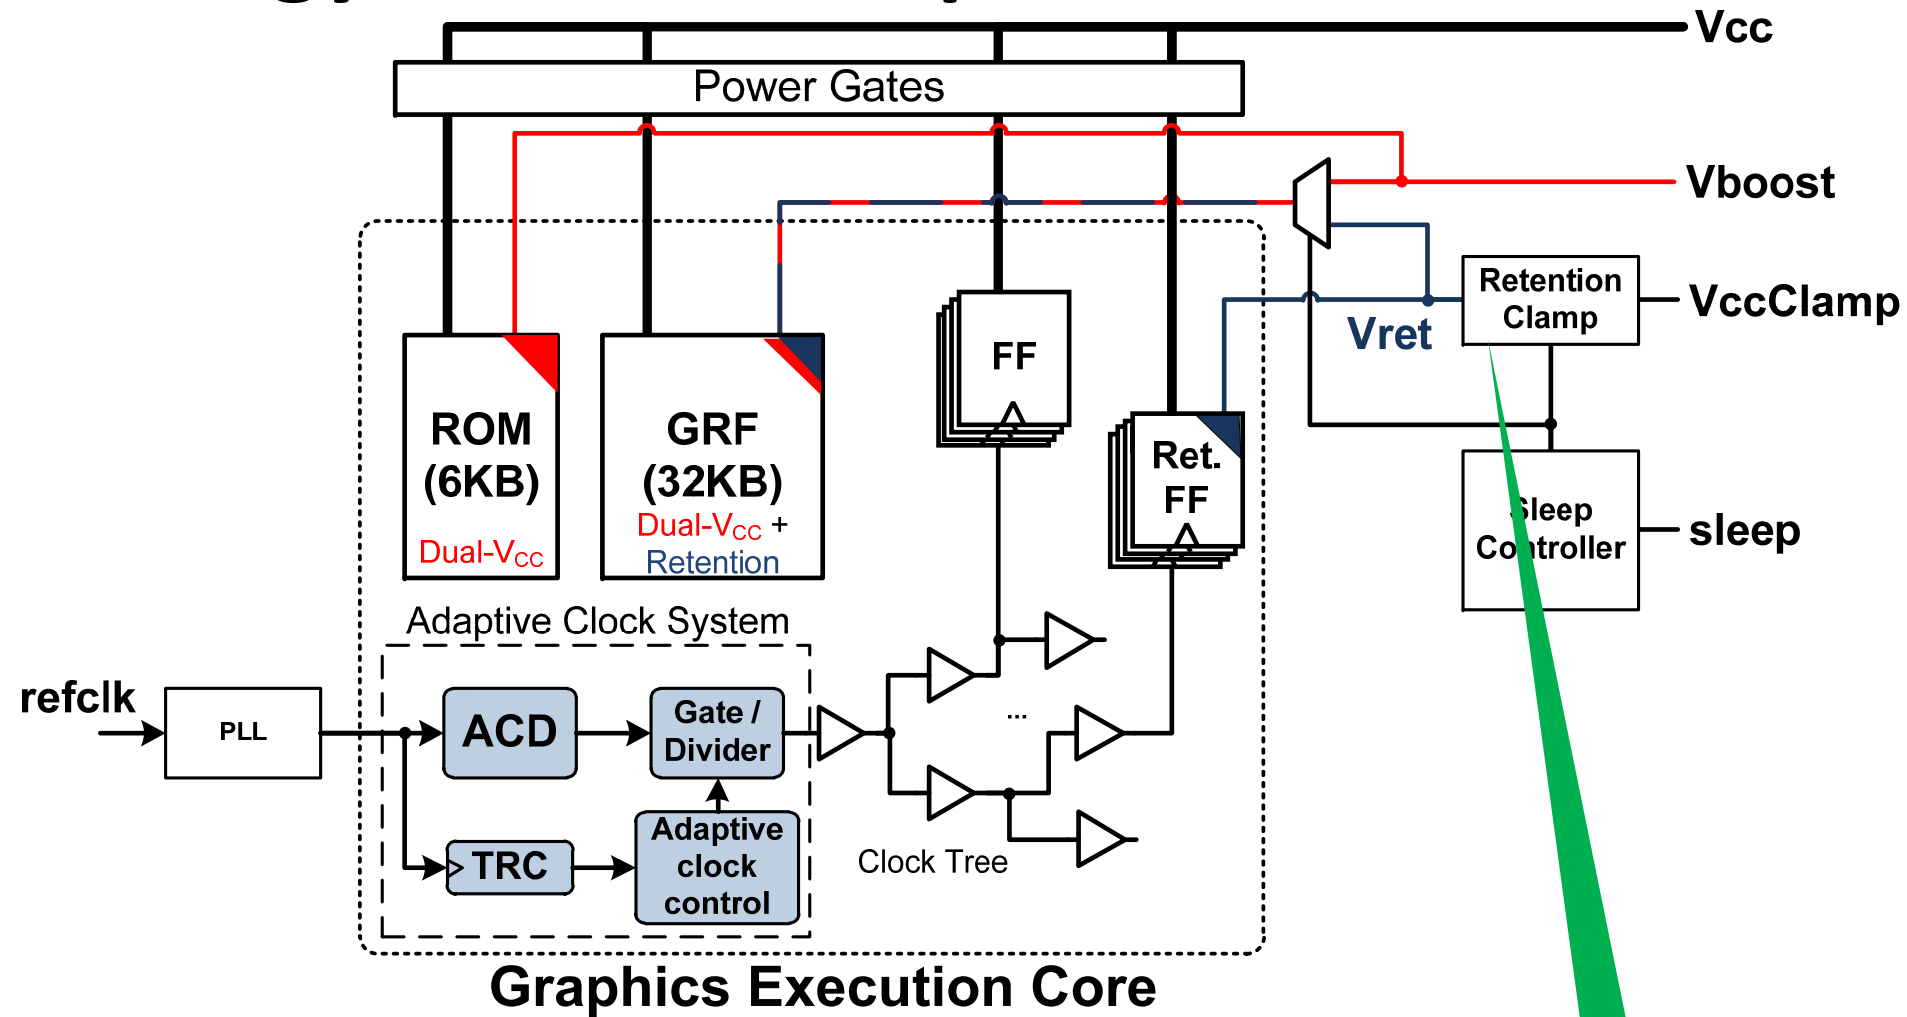 Vcc
Power Gates
Vboost
Retention
Clamp
VccClamp
Vret
FF
ROM
(6KB)
Dual-VCC
GRF
(32KB)
Dual-VCC +
Retention
Ret.
FF
Sleep
Controller
sleep
Adaptive Clock System
refclk
PLL
ACD
Gate /
Divider
...
TRC
Adaptive
clock
control
Clock Tree
Graphics Execution Core